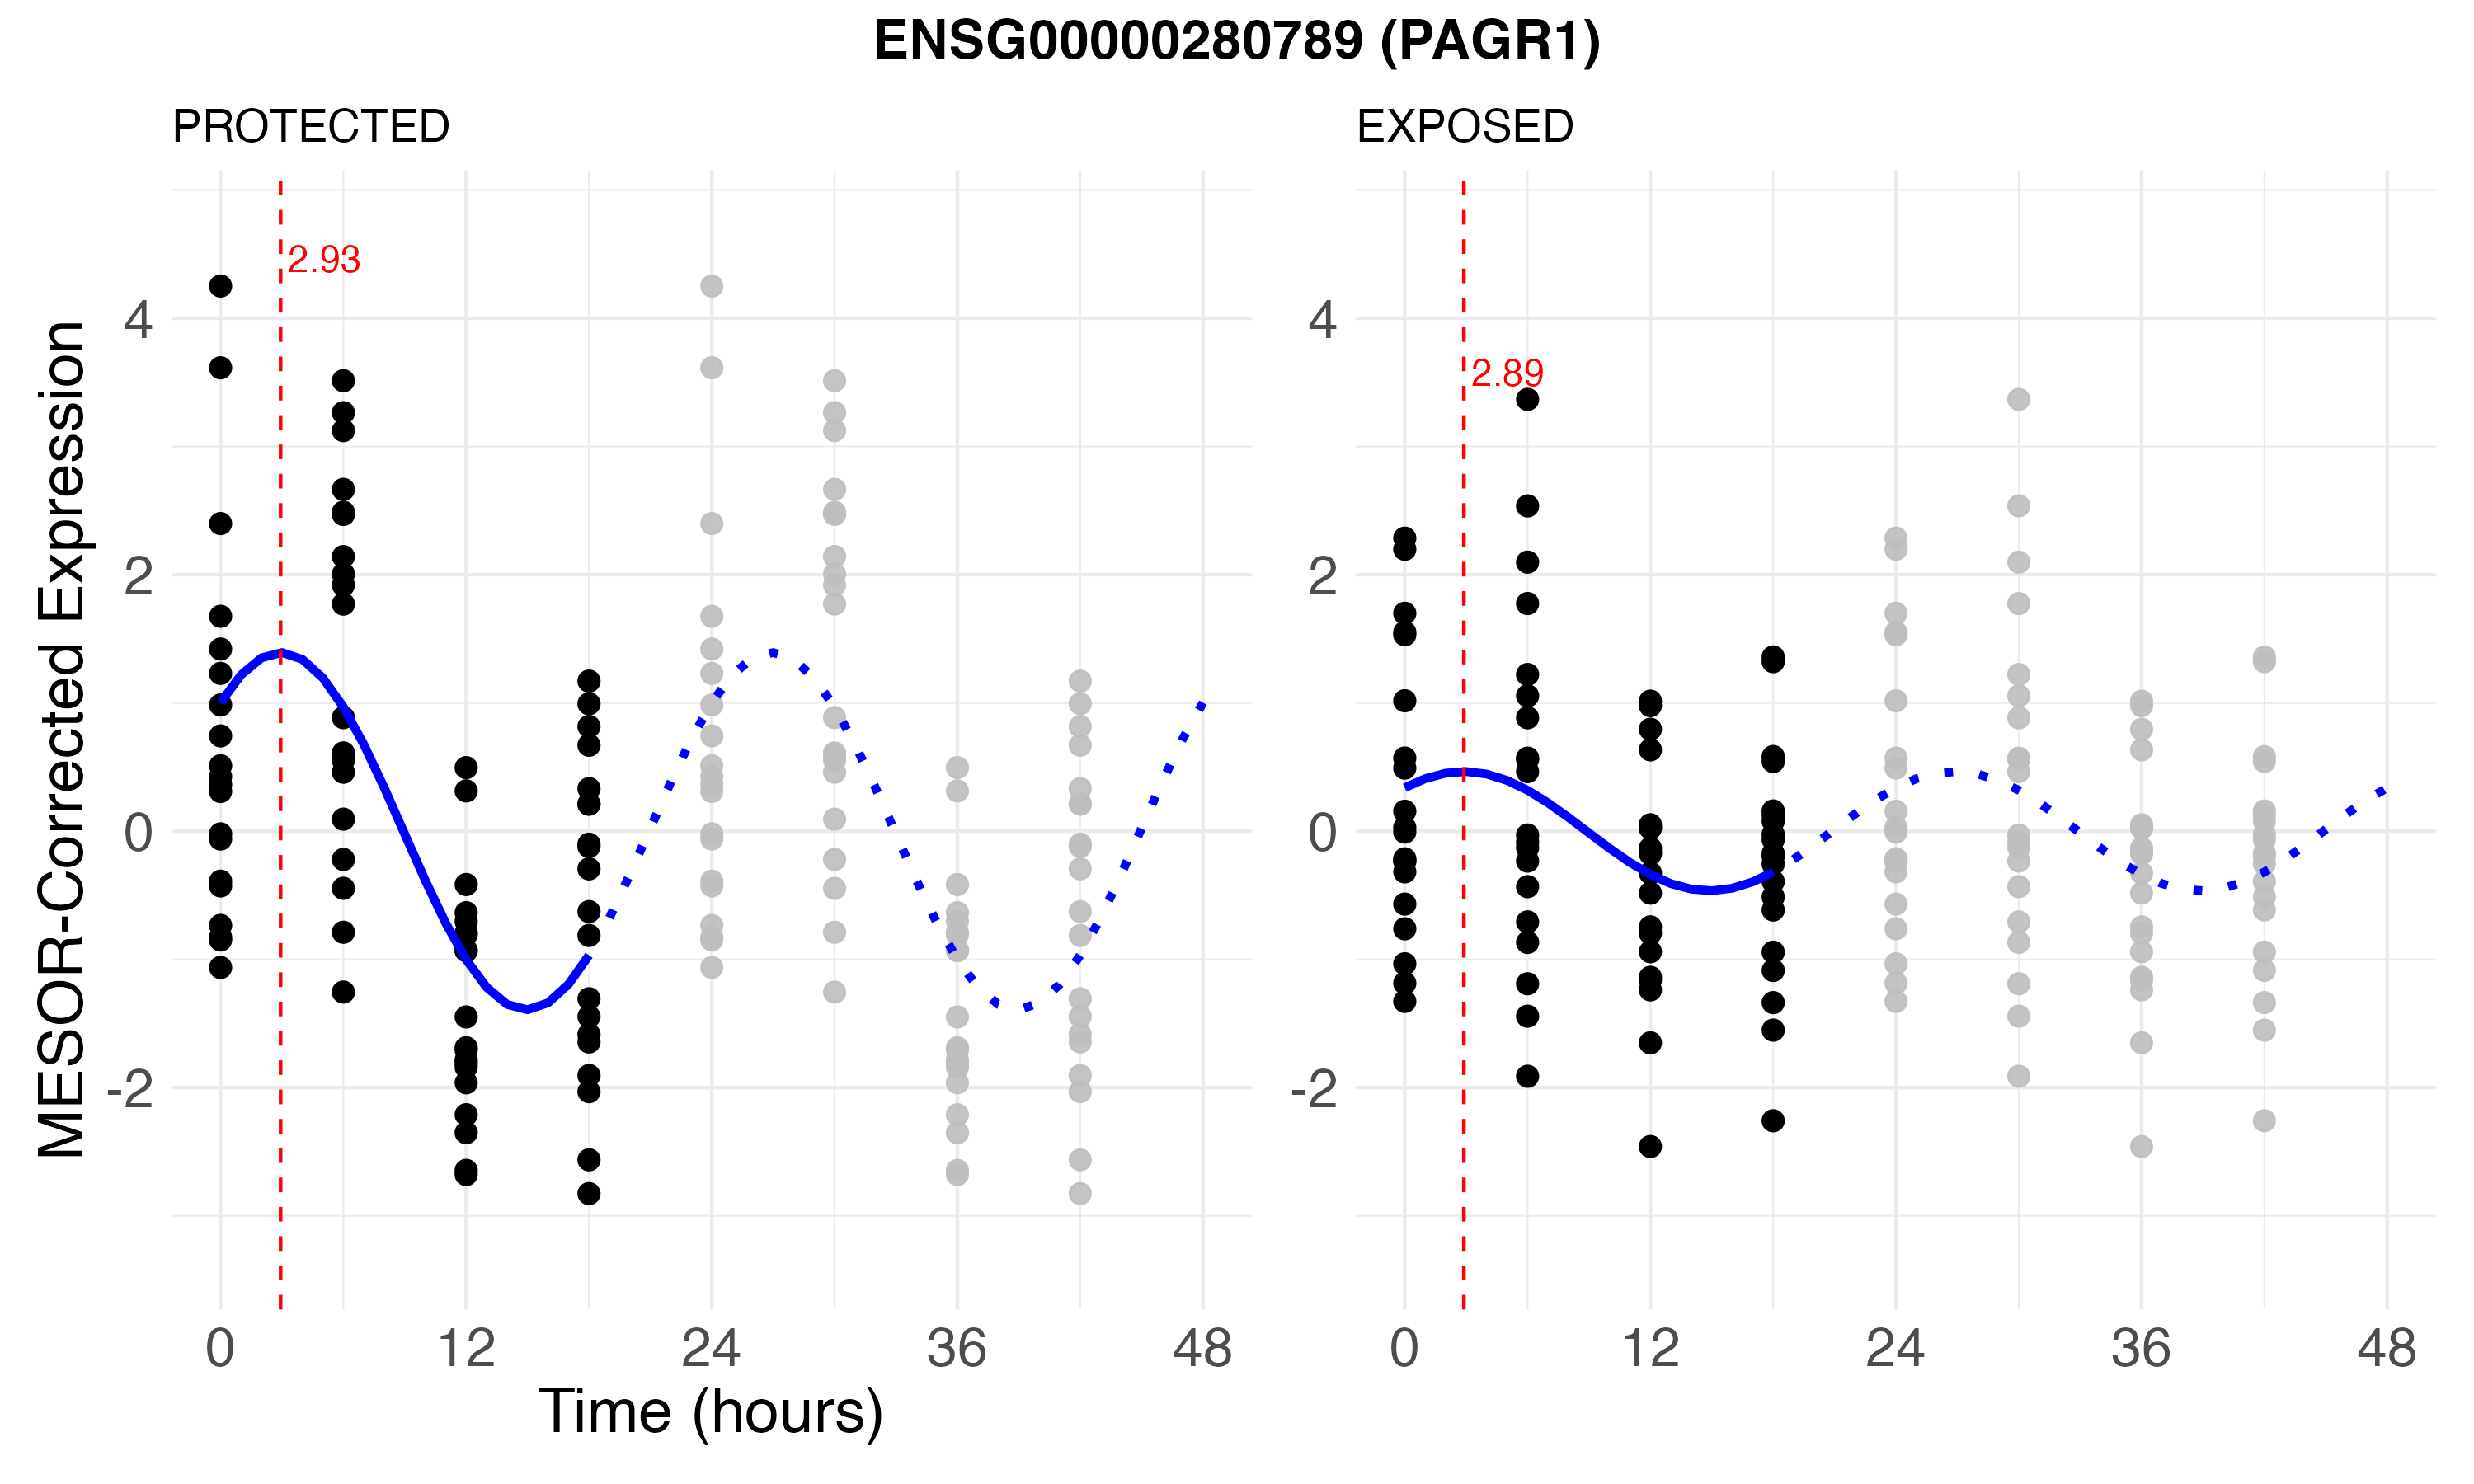 ENSG00000280789 (PAGR1)
PROTECTED
EXPOSED
MESOR-Corrected Expression
4
2
0
-2
2.93
0 12 24 36 48
Time (hours)
4
2
0
-2
2.89
0 12 24 36 48